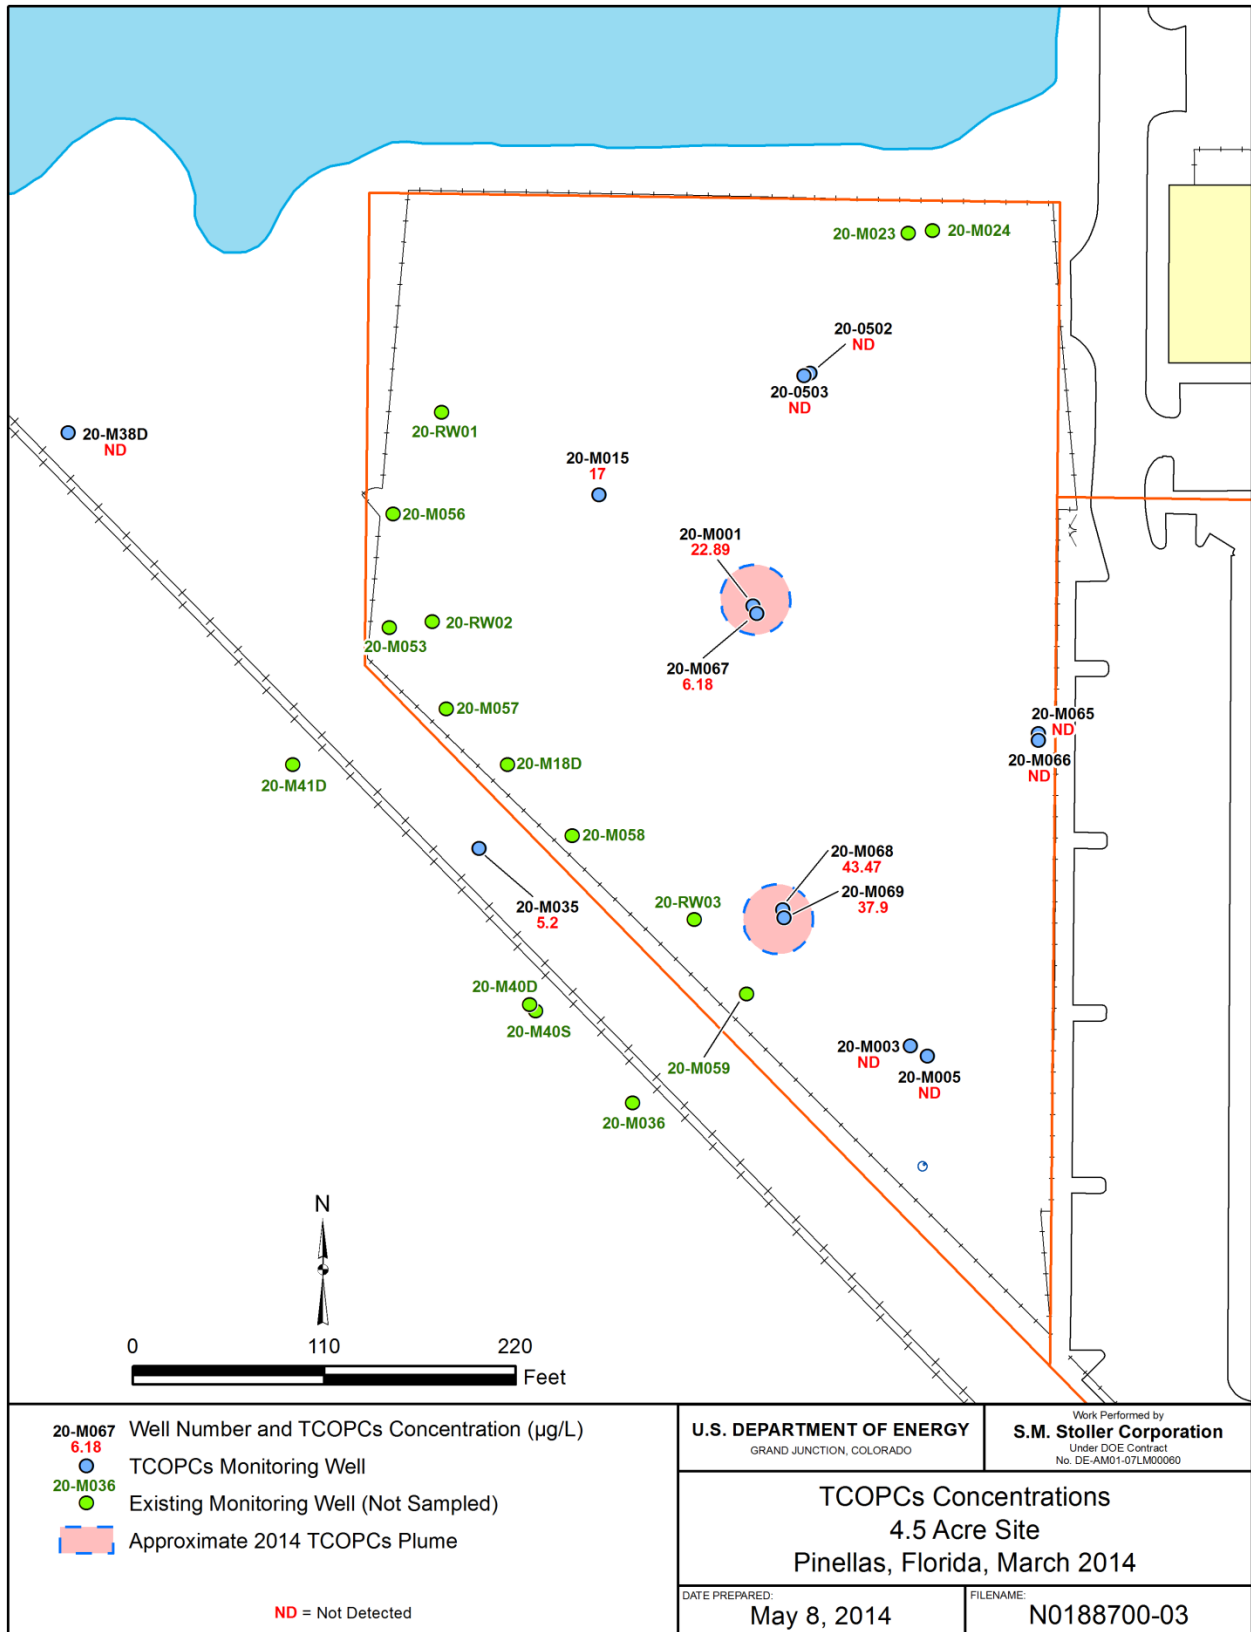 20-M023
20-M024
20-0502
ND
20-0503
ND
20-M38D
ND
20-RW01
20-M015
17
20-M056
20-M001
22.89
20-RW02
20-M053
20-M067
6.18
20-M057
20-M065
ND
20-M066
ND
20-M18D
20-M41D
20-M058
20-M068
43.47
20-M069
37.9
20-M035
5.2
20-RW03
20-M40D
20-M40S
20-M003
ND
20-M005
ND
20-M059
20-M036
N
0 110 220
Feet
20-M067
6.18
Well Number and TCOPCs Concentration (µg/L)
TCOPCs Monitoring Well
20-M036
Existing Monitoring Well (Not Sampled)
Approximate 2014 TCOPCs Plume
ND = Not Detected
U.S. DEPARTMENT OF ENERGY
GRAND JUNCTION, COLORADO
Work Performed by
S.M. Stoller Corporation
Under DOE Contract
No. DE-AM01-07LM00060
TCOPCs Concentrations
4.5 Acre Site
Pinellas, Florida, March 2014
DATE PREPARED:
May 8, 2014
FILENAME:
N0188700-03